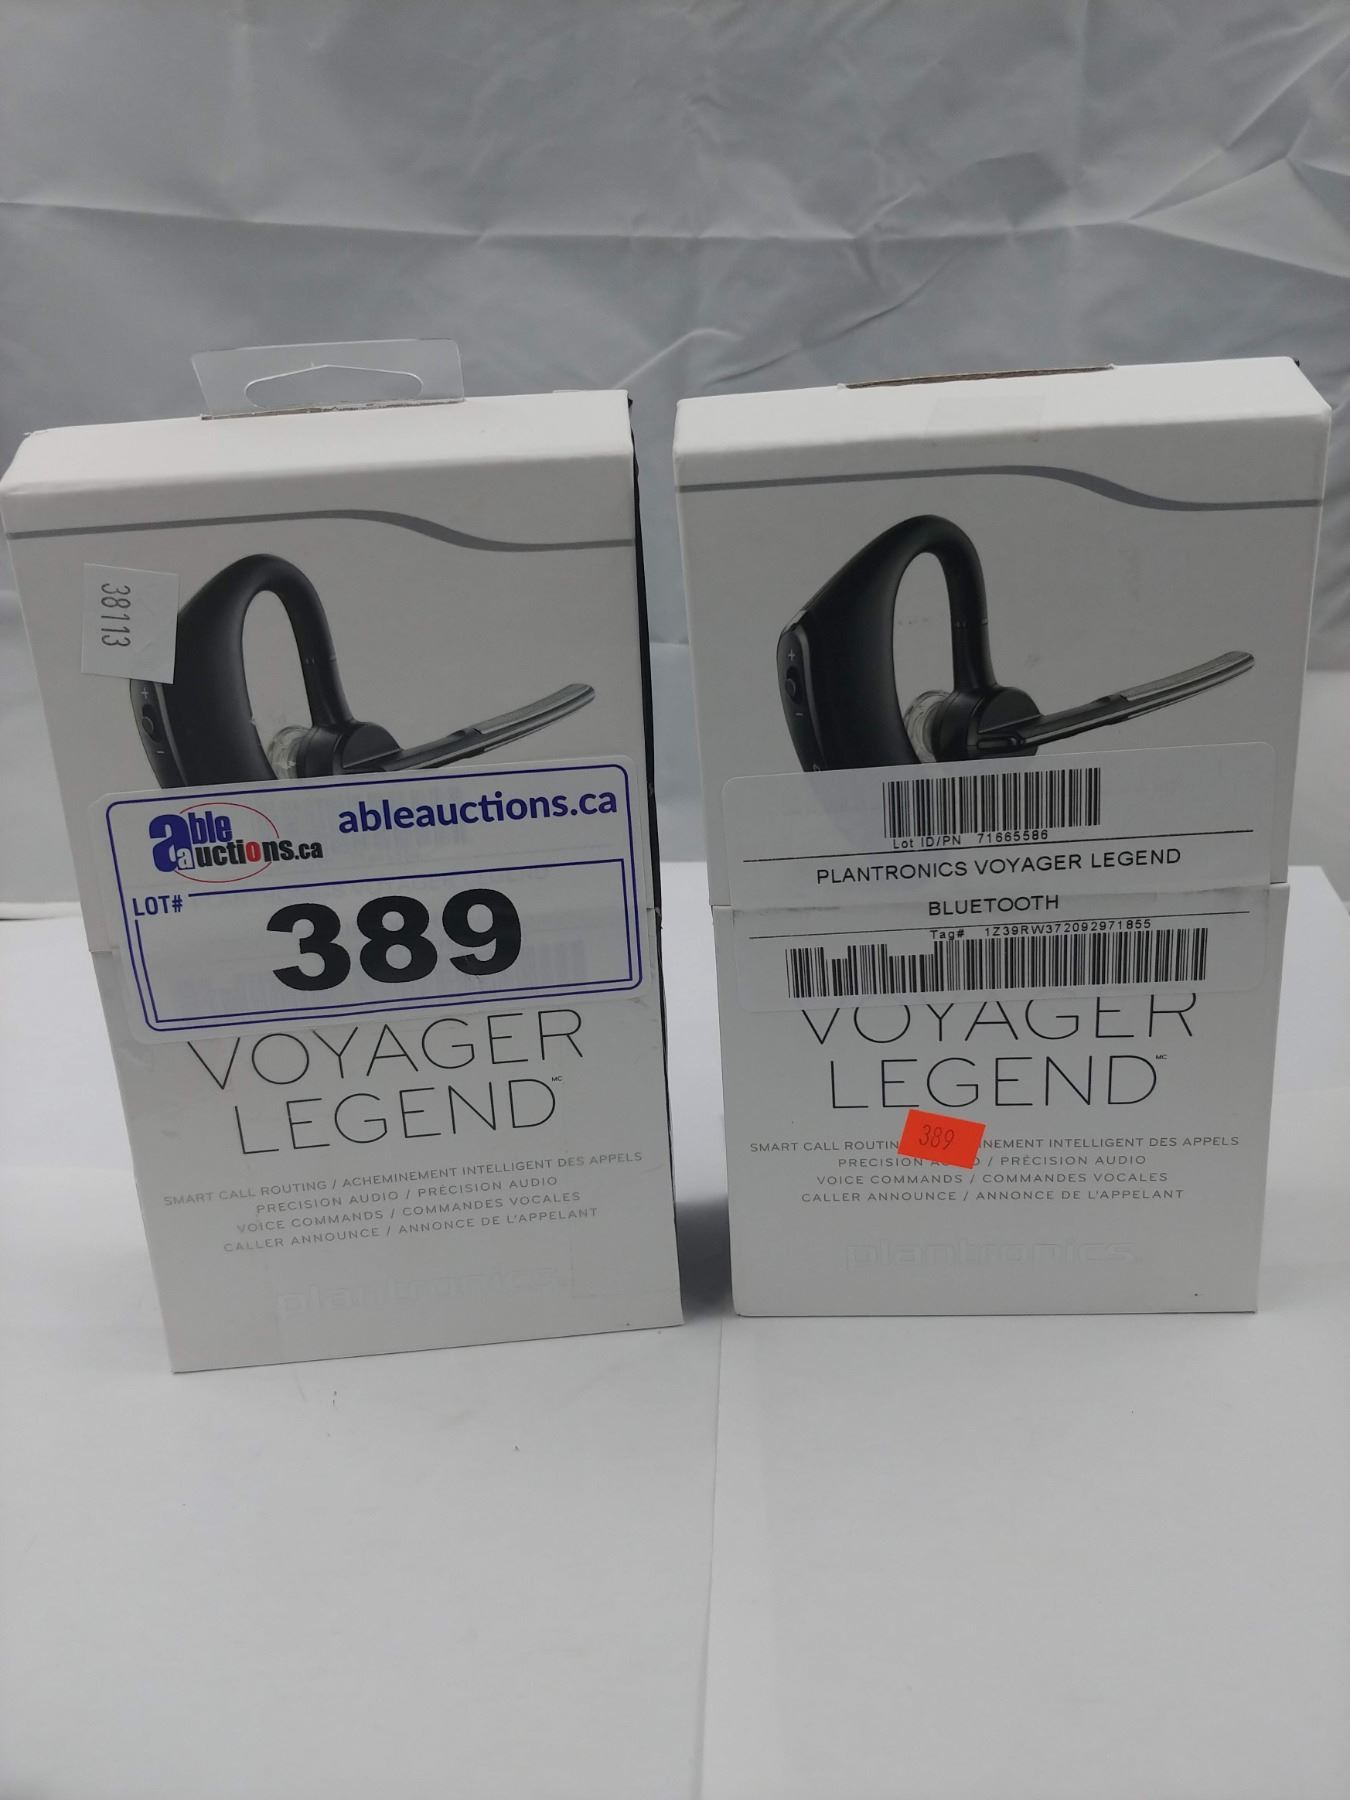 38113
able auctions.ca
ableauctions.ca
LOT#
389
VOYAGER
LEGEND MC
SMART CALL ROUTING / ACHEMINEMENT INTELLIGENT DES APPELS
PRECISION AUDIO / PRÉCISION AUDIO
VOICE COMMANDS / COMMANDES VOCALES
CALLER ANNOUNCE / ANNONCE DE L'APPELANT
plantronics
Lot ID/PN 71665586
PLANTRONICS VOYAGER LEGEND
BLUETOOTH
Tag# 1Z39RW372092971855
VOYAGER
LEGEND MC
389
SMART CALL ROUTIN NEMENT INTELLIGENT DES APPELS
PRECISION A O / PRÉCISION AUDIO
VOICE COMMANDS / COMMANDES VOCALES
CALLER ANNOUNCE / ANNONCE DE L'APPELANT
plantronics